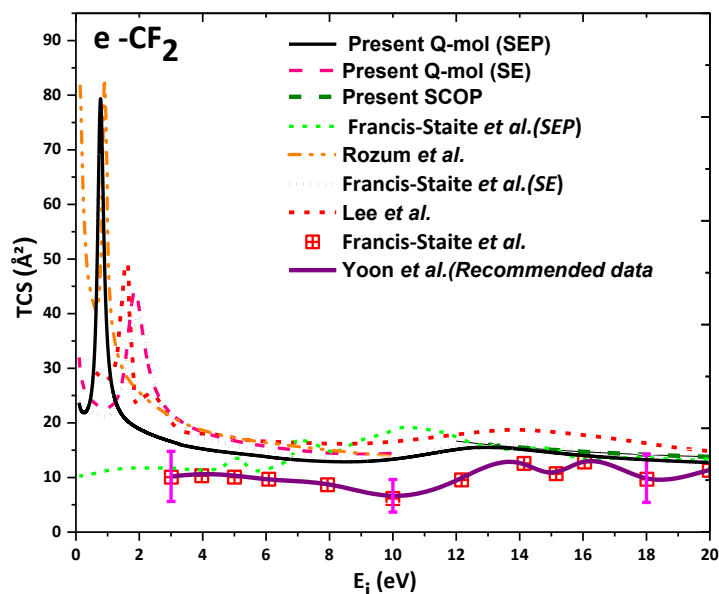 e -CF2
Present Q-mol (SEP)
Present Q-mol (SE)
Present SCOP
Francis-Staite et al.(SEP)
Rozum et al.
Francis-Staite et al.(SE)
Lee et al.
Francis-Staite et al.
Yoon et al.(Recommended data
TCS (Å²)
95
90
80
70
60
50
40
30
20
10
0
0 2 4 6 8 10 12 14 16 18 20
Ei (eV)